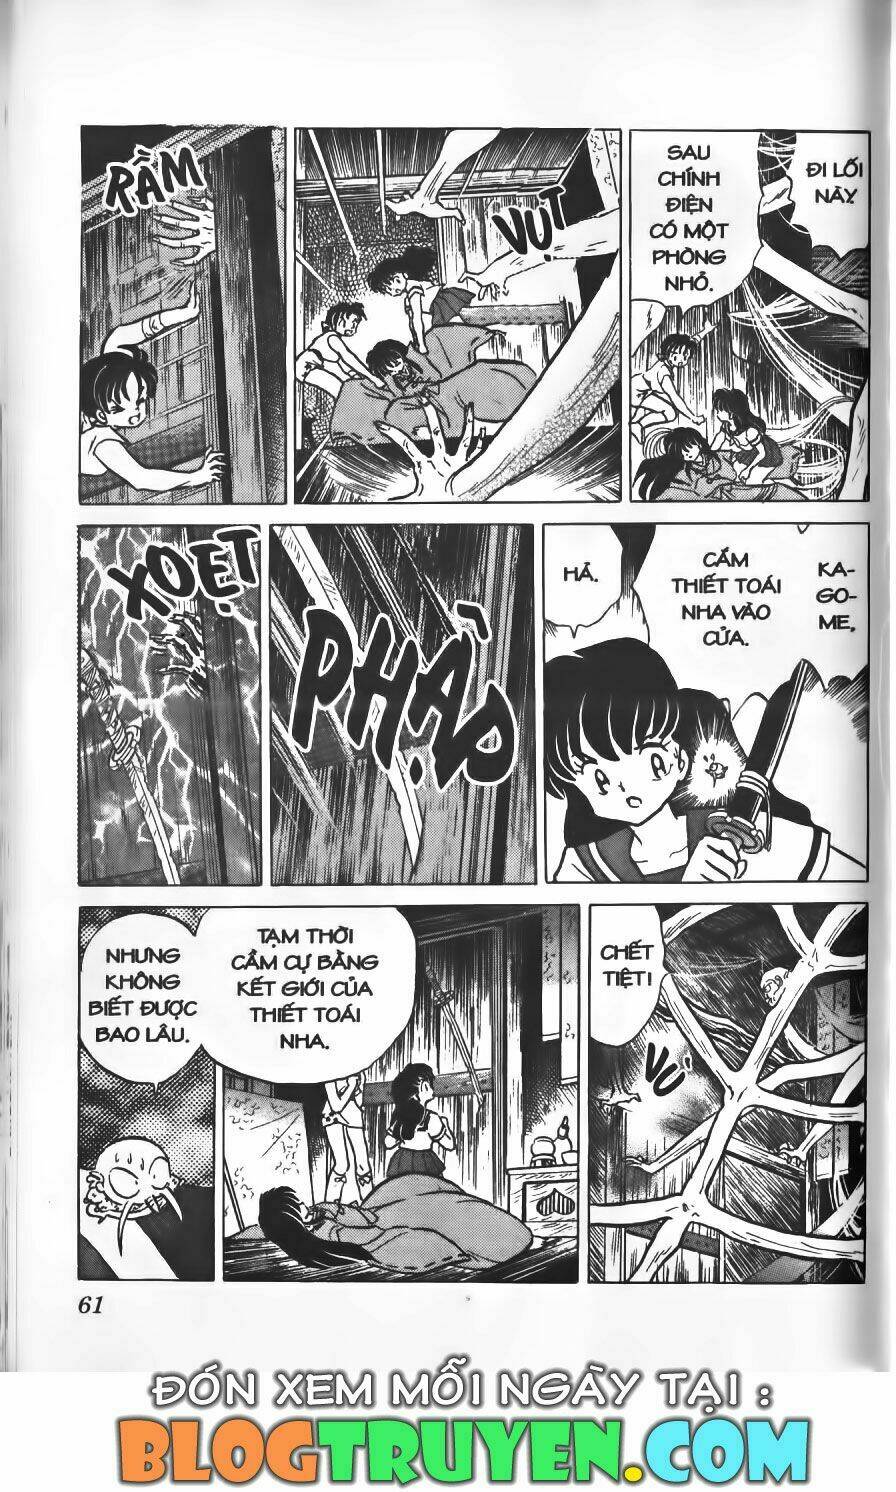 ĐI LỐI
NÀY.
SAU
CHÍNH
ĐIỆN
CÓ MỘT
PHÒNG
NHỎ.
VỤT
RẦM
KA-
GO-
ME,
CẮM
THIẾT TOÁI
NHA VÀO
CỬA.
HẢ.
PHẬP
XOẸT
CHẾT
TIỆT!
VÙ
TẠM THỜI
CẦM CỰ BẰNG
KẾT GIỚI CỦA
THIẾT TOÁI
NHA.
NHƯNG
KHÔNG
BIẾT ĐƯỢC
BAO LÂU.
61
ĐÓN XEM MỖI NGÀY TẠI :
BLOGTRUYEN.COM